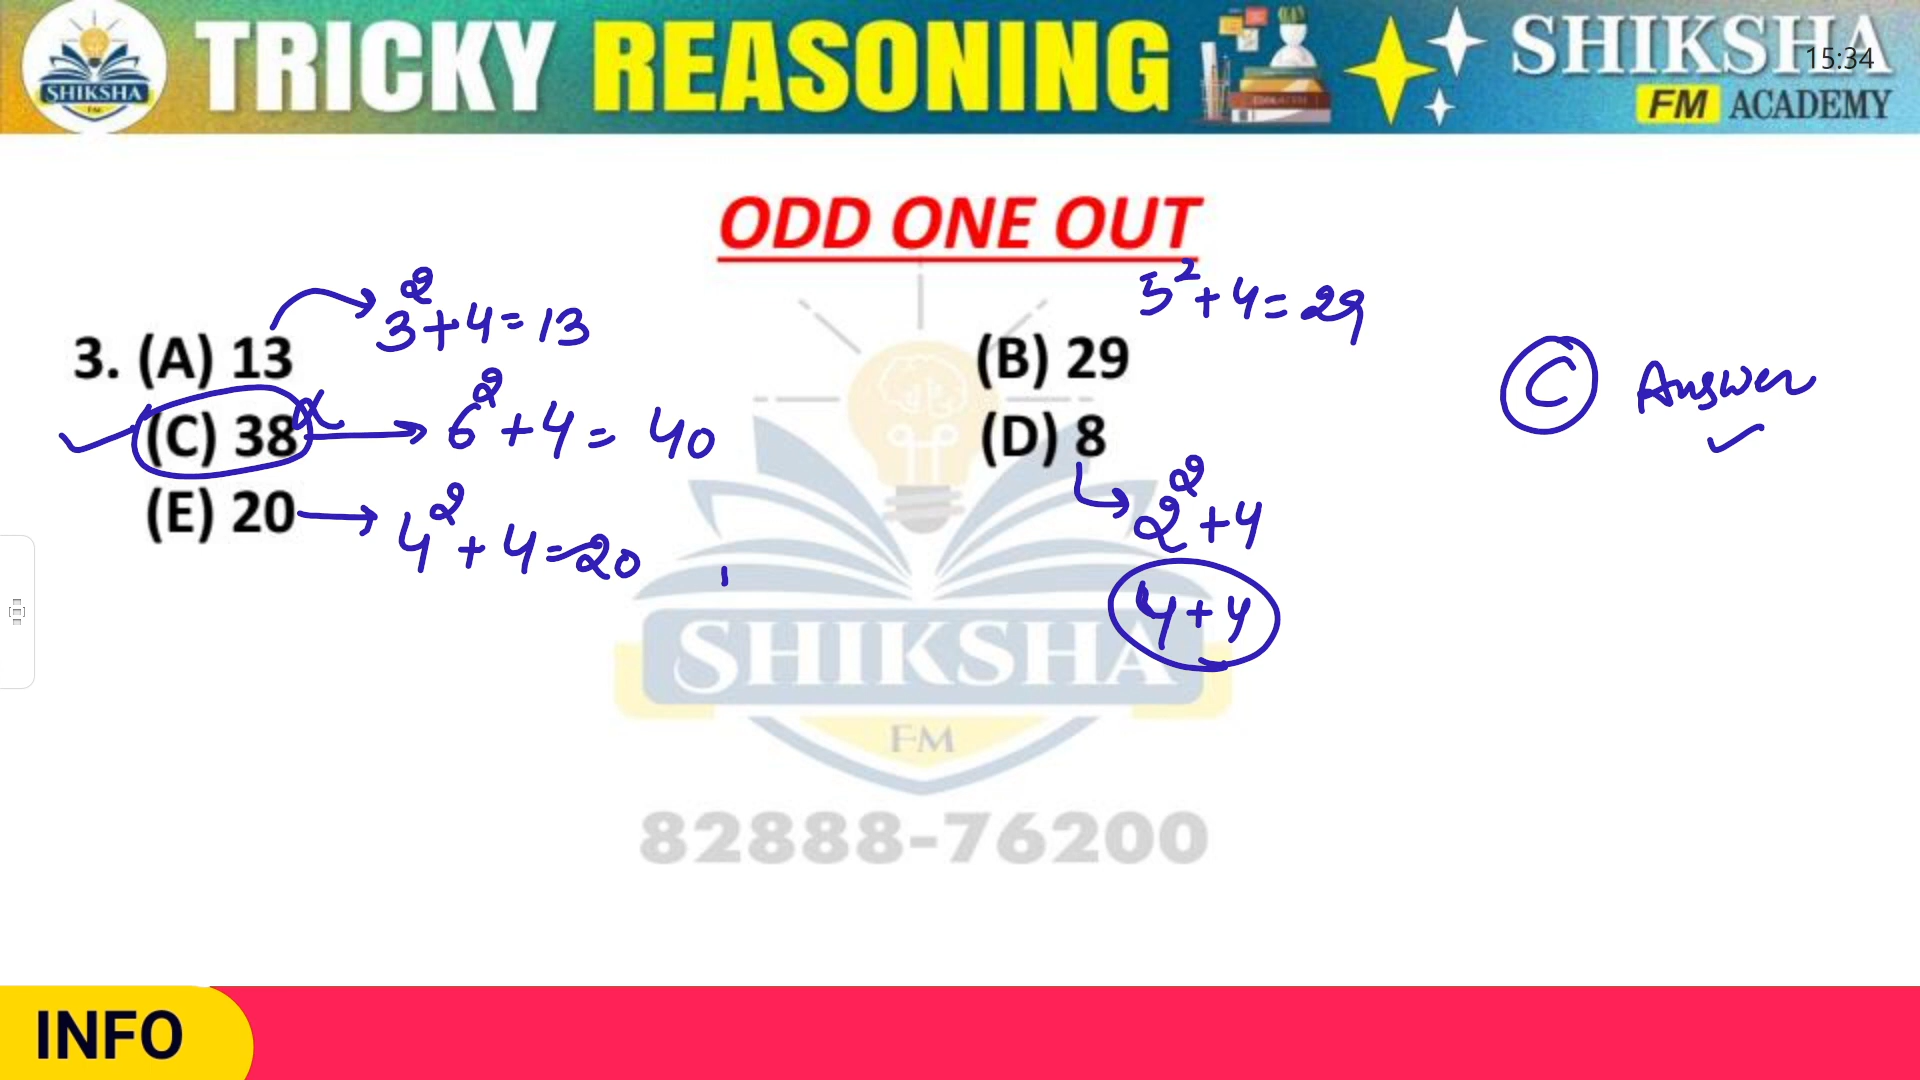 SHIKSHA
FM
TRICKY REASONING
SHIKSHA
15:34
FM ACADEMY
ODD ONE OUT
3. (A) 13
3²+4=13
(B) 29
5²+4=29
(C) 38
6²+4=40
(D) 8
2²+4
4+4
(E) 20
4²+4=20
C Answer
SHIKSHA
FM
82888-76200
INFO